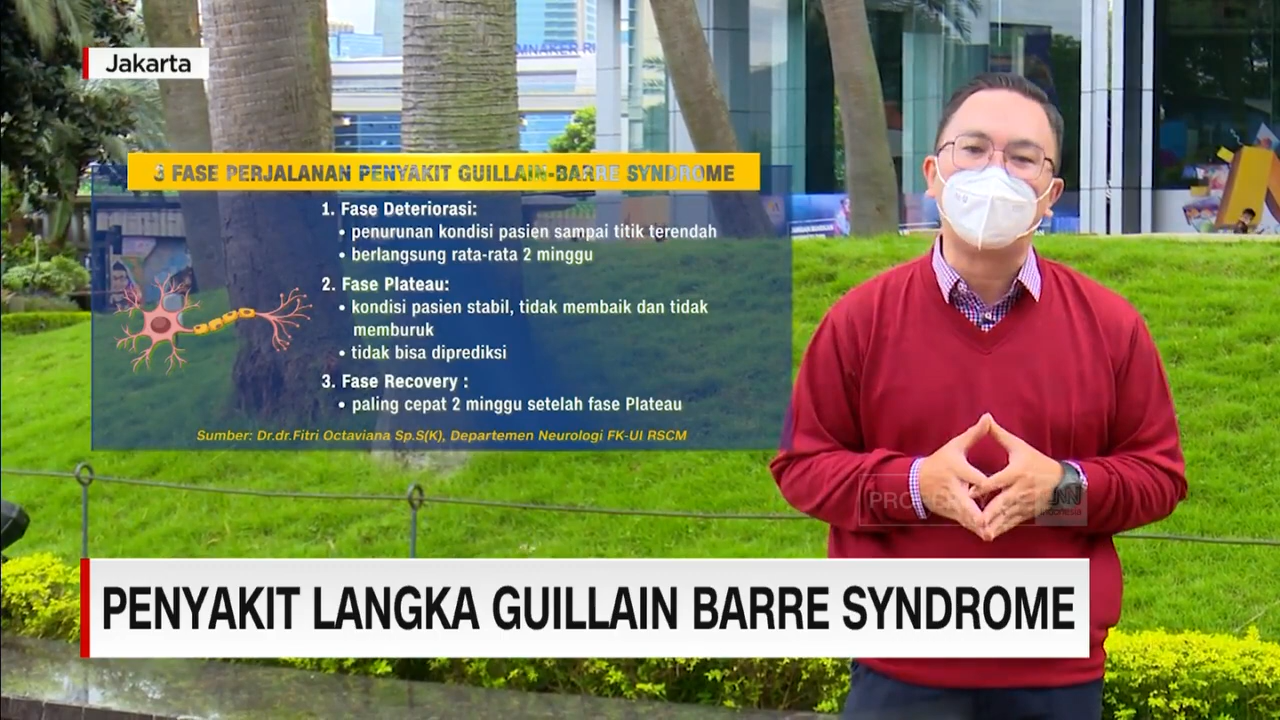 Jakarta
MNAKER R
3 FASE PERJALANAN PENYAKIT GUILLAIN-BARRE SYNDROME
1. Fase Deteriorasi:
• penurunan kondisi pasien sampai titik terendah
• berlangsung rata-rata 2 minggu
2. Fase Plateau:
• kondisi pasien stabil, tidak membaik dan tidak
memburuk
• tidak bisa diprediksi
3. Fase Recovery :
• paling cepat 2 minggu setelah fase Plateau
Sumber: Dr.dr.Fitri Octaviana Sp.S(K), Departemen Neurologi FK-UI RSCM
CNN
Indonesia
PENYAKIT LANGKA GUILLAIN BARRE SYNDROME